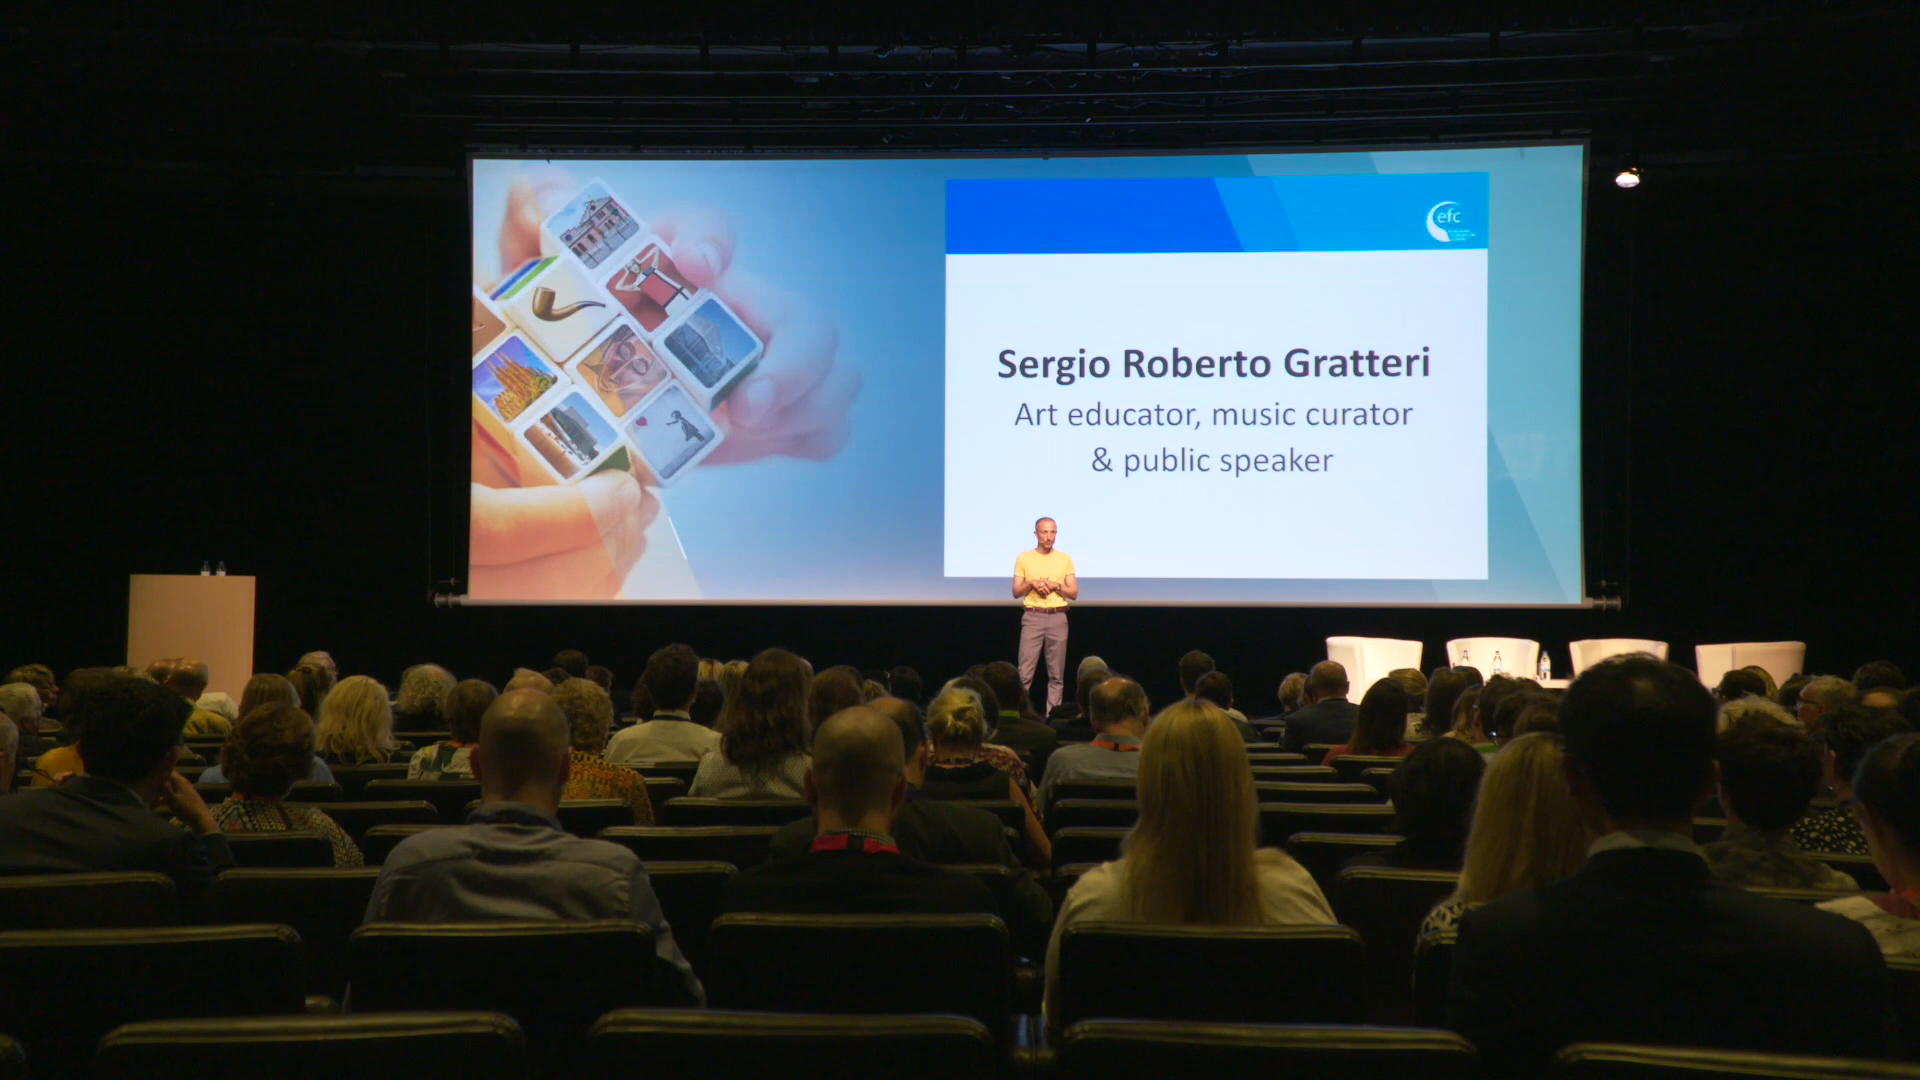 efc
Sergio Roberto Gratteri
Art educator, music curator
& public speaker